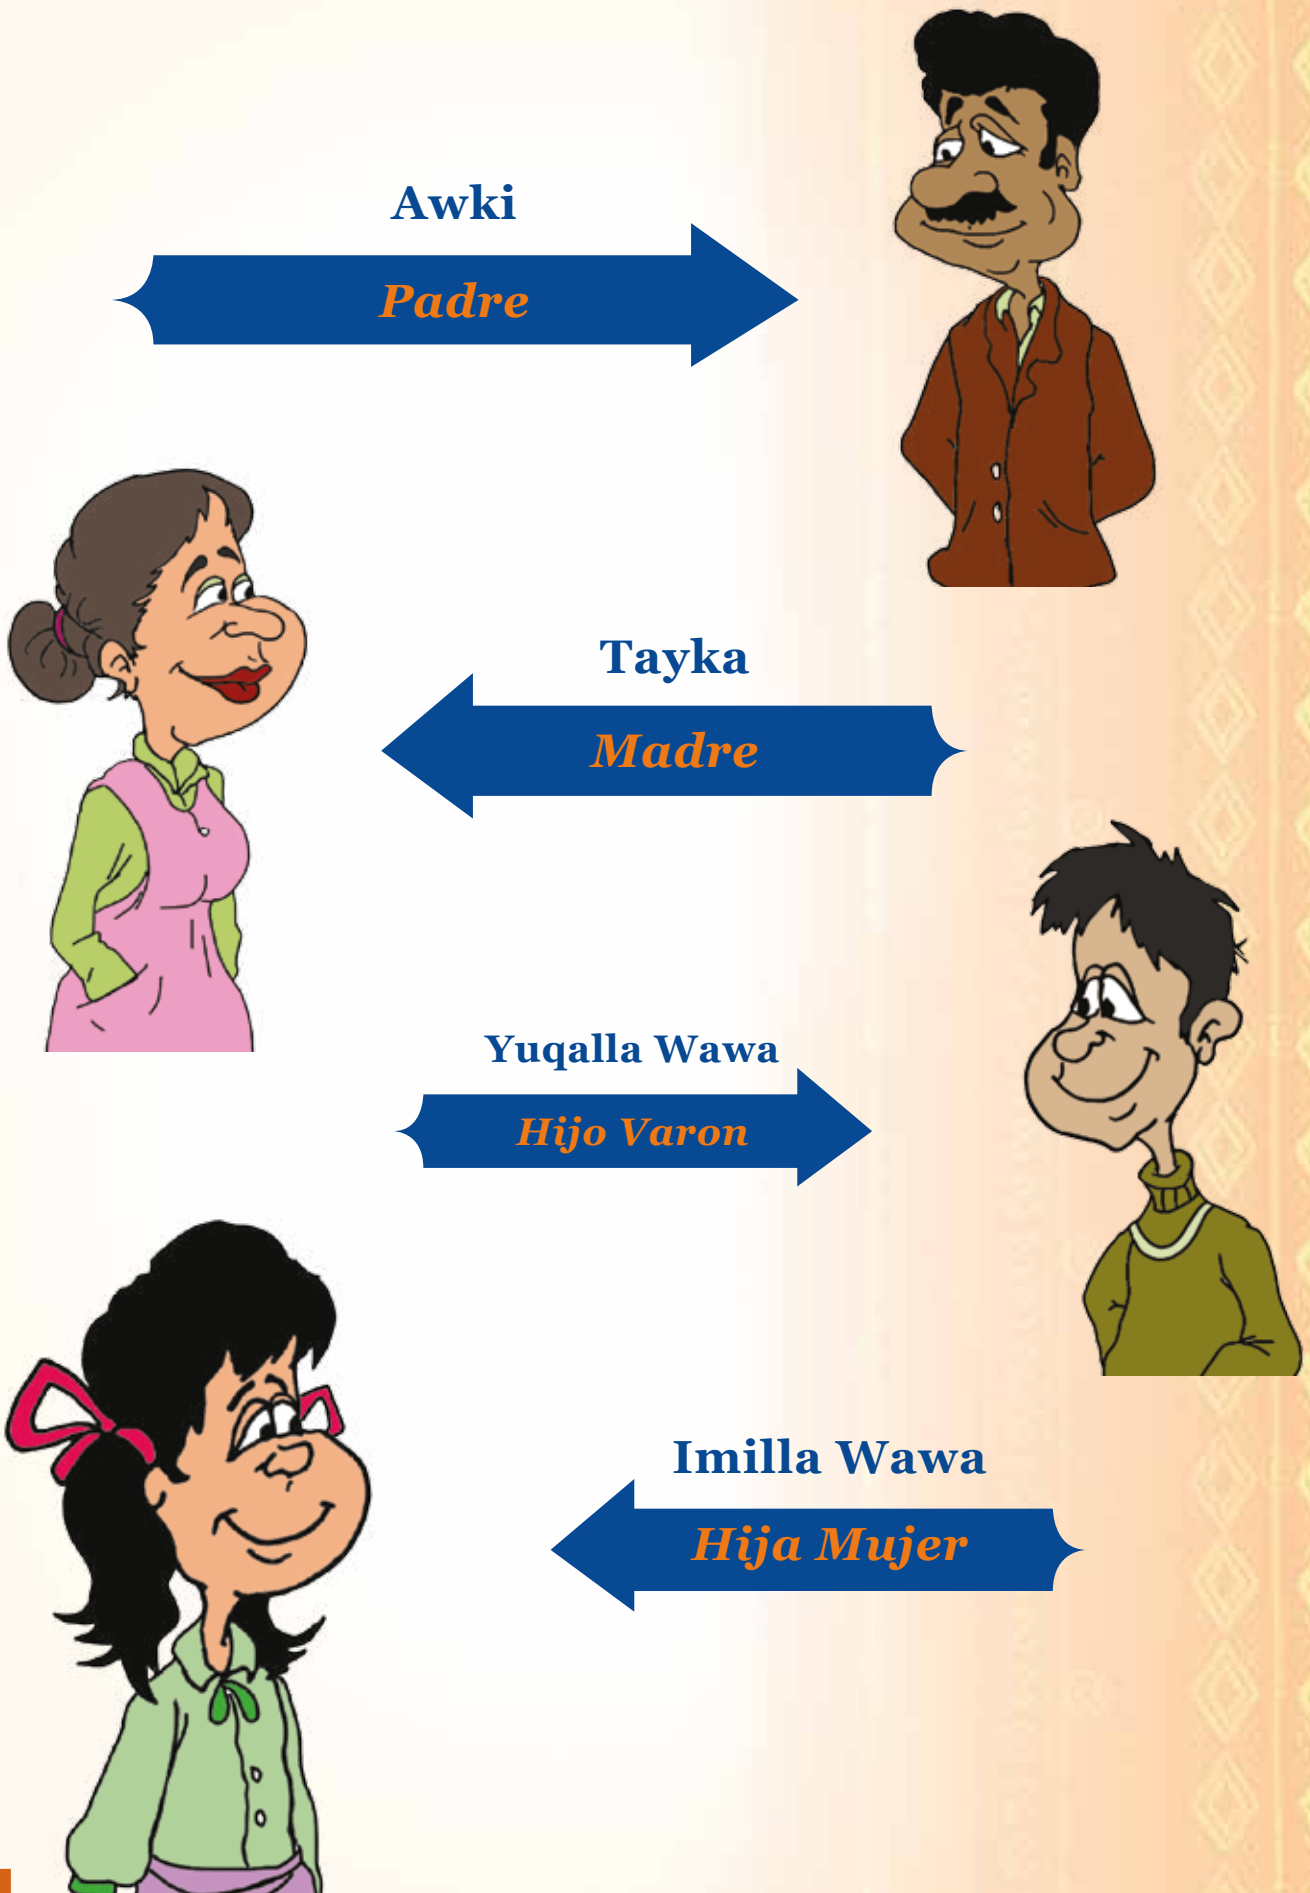 Awki
Padre
Tayka
Madre
Yuqalla Wawa
Hijo Varon
Imilla Wawa
Hija Mujer